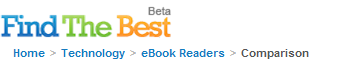 Beta
Find The Best
Home > Technology > eBook Readers > Comparison